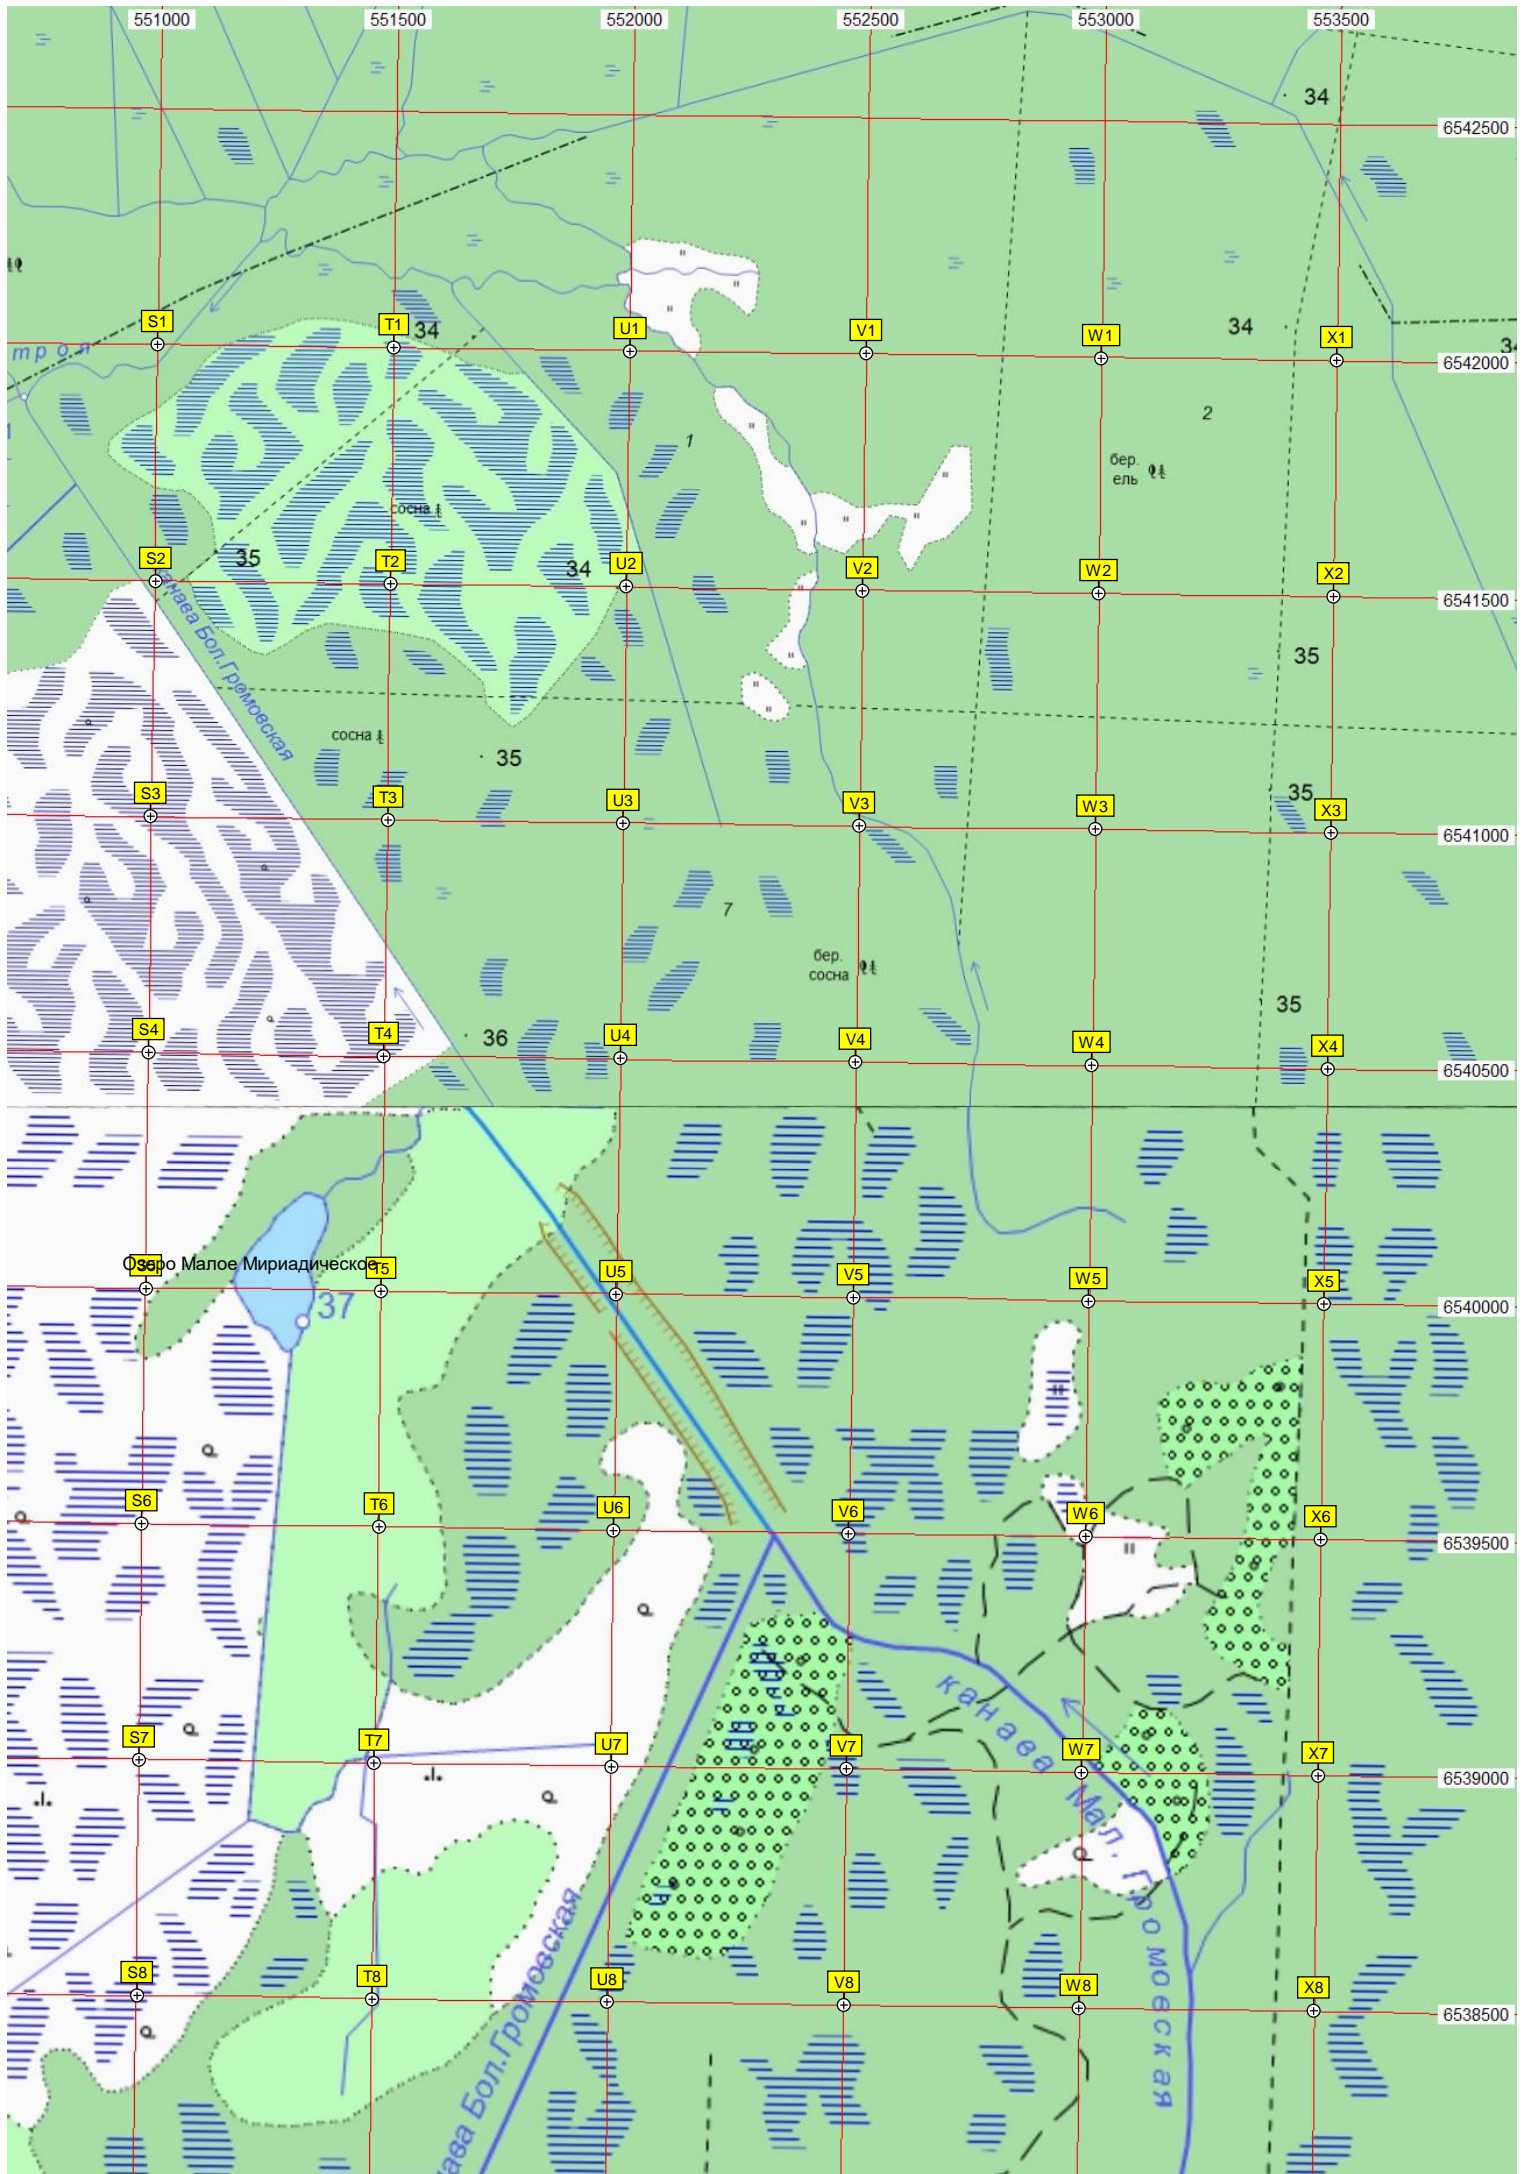 551000 551500 552000 552500 553000 553500
34
6542500
S1 T1 34 U1 V1 W1 34 X1
троя
34
6542000
2
1
бер.
ель
сосна
S2 35 T2 34 U2 V2 W2 X2
6541500
канава Бол.Громовская
35
сосна
35
S3 T3 U3 V3 W3 35 X3
6541000
7
бер.
сосна
35
S4 T4 36 U4 V4 W4 X4
6540500
Озеро Малое Мириадическое
S5 T5 U5 V5 W5 X5
37
6540000
S6 T6 U6 V6 W6 X6
6539500
канава Мал. Громовская
S7 T7 U7 V7 W7 X7
6539000
S8 T8 U8 V8 W8 X8
6538500
ава Бол.Громовская